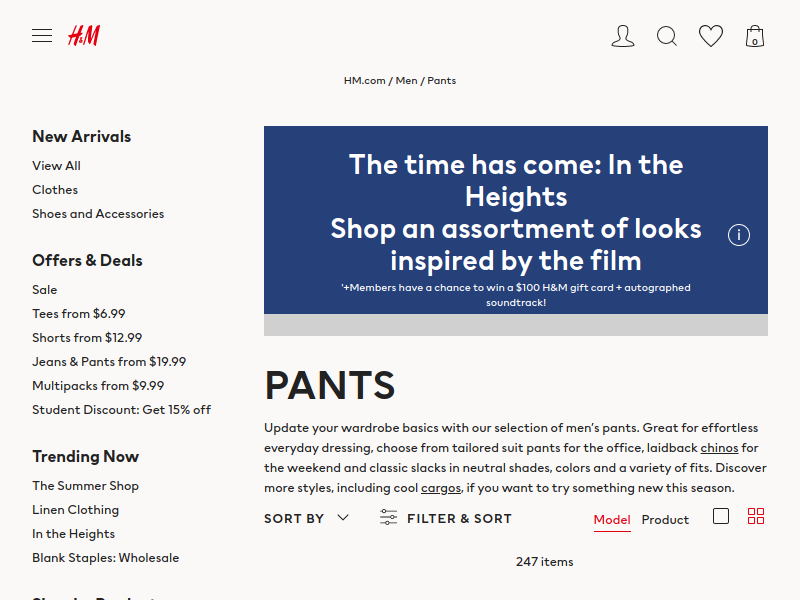 H&M
0
HM.com / Men / Pants
New Arrivals
View All
Clothes
Shoes and Accessories
Offers & Deals
Sale
Tees from $6.99
Shorts from $12.99
Jeans & Pants from $19.99
Multipacks from $9.99
Student Discount: Get 15% off
Trending Now
The Summer Shop
Linen Clothing
In the Heights
Blank Staples: Wholesale
The time has come: In the
Heights
Shop an assortment of looks
inspired by the film
'+Members have a chance to win a $100 H&M gift card + autographed
soundtrack!
i
PANTS
Update your wardrobe basics with our selection of men's pants. Great for effortless
everyday dressing, choose from tailored suit pants for the office, laidback chinos for
the weekend and classic slacks in neutral shades, colors and a variety of fits. Discover
more styles, including cool cargos, if you want to try something new this season.
SORT BY
FILTER & SORT
Model Product
247 items